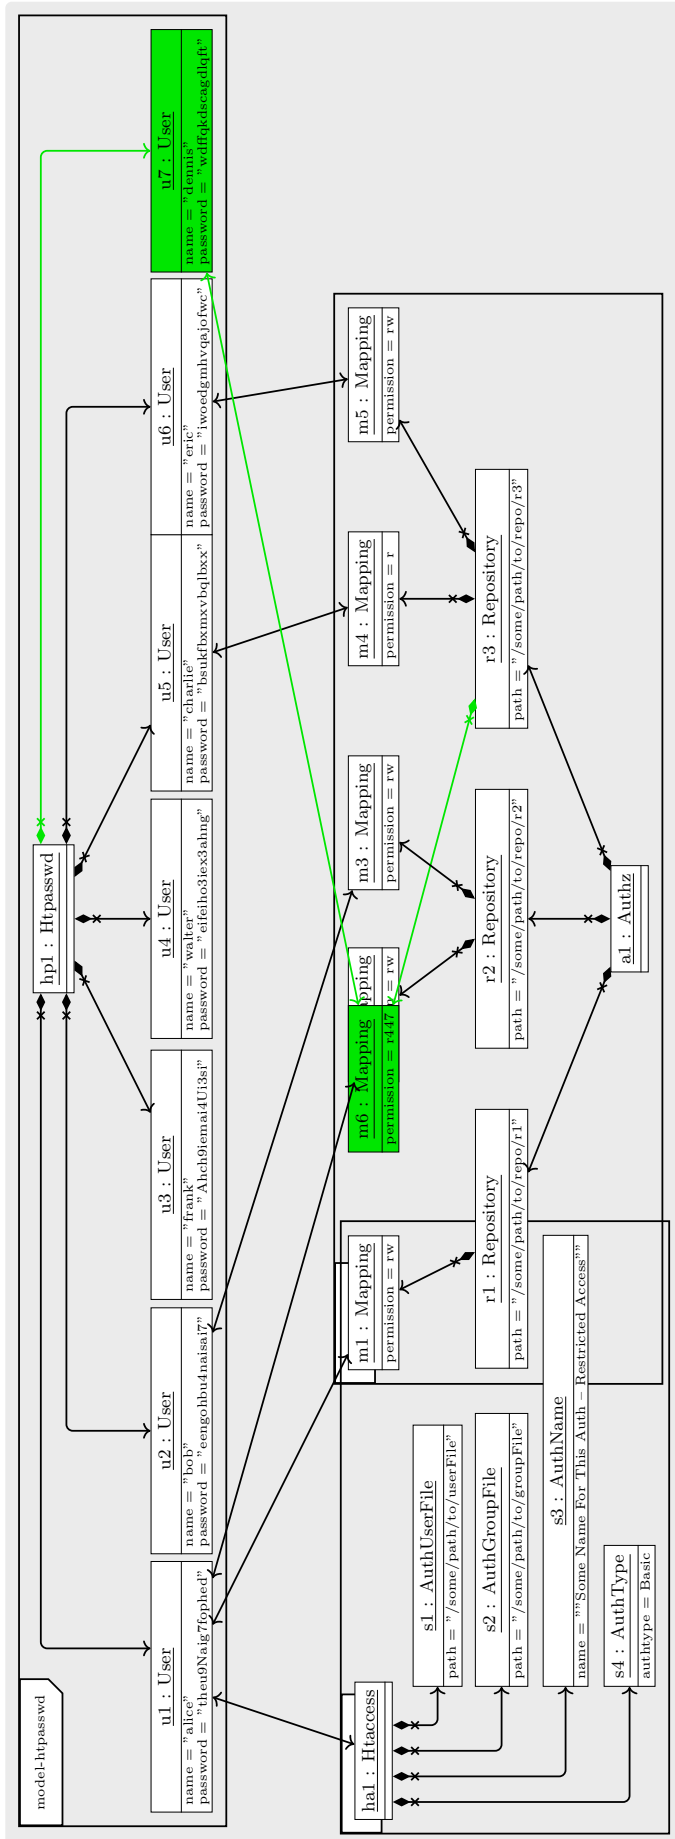 model-htpasswd
hp1 : Htpasswd
u1 : User
name = "alice"
password = "theu9Naig7fophed"
u2 : User
name = "bob"
password = "eengohbu4naisai7"
u3 : User
name = "frank"
password = "Ahch9iemai4Ui3si"
u4 : User
name = "walter"
password = "eifeiho3iex3ahng"
u5 : User
name = "charlie"
password = "bsukfbxmxvbqlbxx"
u6 : User
name = "eric"
password = "iwoedgmhvqajofwc"
u7 : User
name = "dennis"
password = "wdffqkdscagdlqft"
m1 : Mapping
permission = rw
m6 : Mapping
permission = r447
m3 : Mapping
permission = rw
m4 : Mapping
permission = r
m5 : Mapping
permission = rw
r1 : Repository
path = "/some/path/to/repo/r1"
r2 : Repository
path = "/some/path/to/repo/r2"
r3 : Repository
path = "/some/path/to/repo/r3"
a1 : Authz
ha1 : Htaccess
s1 : AuthUserFile
path = "/some/path/to/userFile"
s2 : AuthGroupFile
path = "/some/path/to/groupFile"
s3 : AuthName
name = ""Some Name For This Auth – Restricted Access""
s4 : AuthType
authtype = Basic